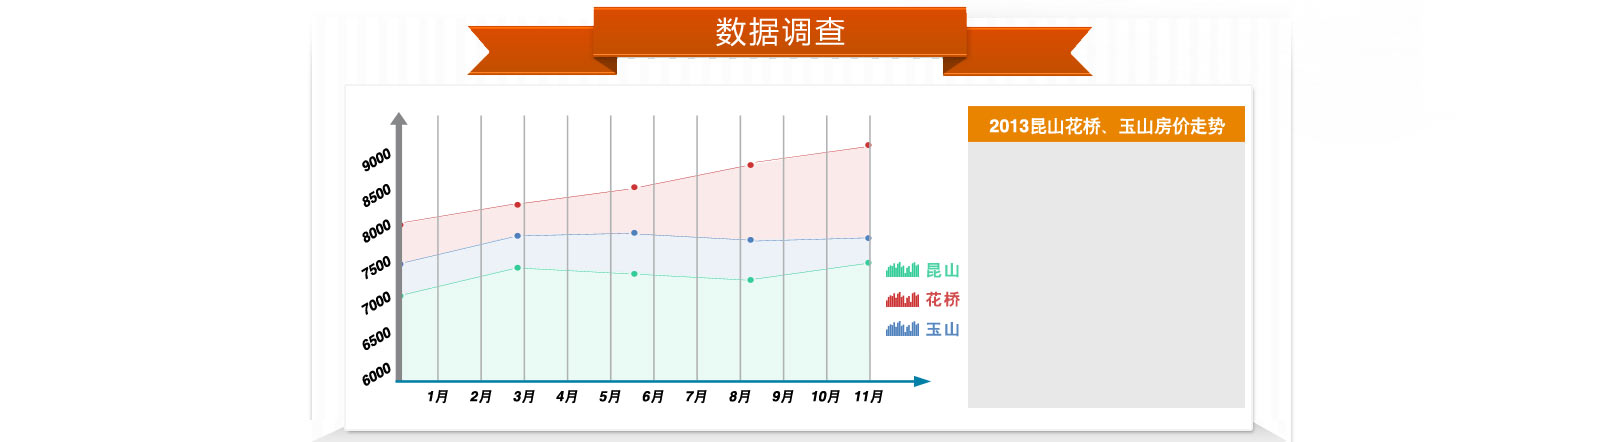 数据调查
2013昆山花桥、玉山房价走势
9000
8500
8000
7500
7000
6500
6000
昆山
花桥
玉山
1月 2月 3月 4月 5月 6月 7月 8月 9月 10月 11月